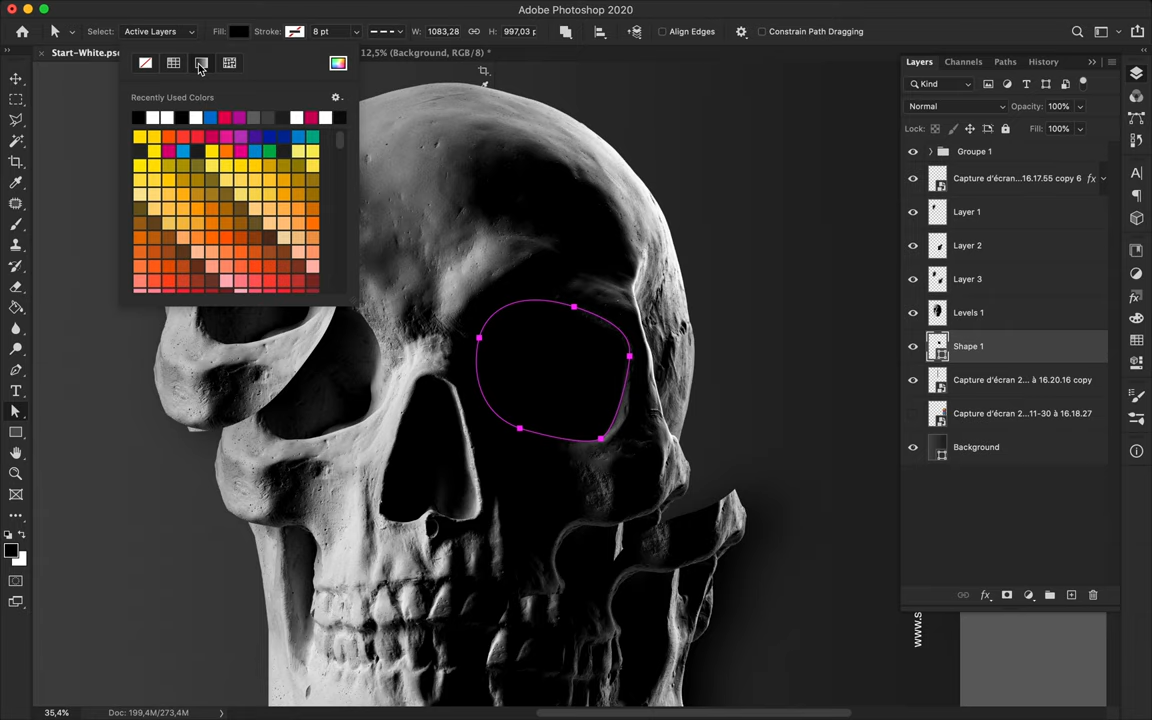 Adobe Photoshop 2020
Select: Active Layers Fill: Stroke: 8 pt W: 1083,28 H: 997,03 p Align Edges Constrain Path Dragging
Start-White.psd 12,5% (Background, RGB/8) *
Layers Channels Paths History
Kind
Recently Used Colors
Normal Opacity: 100%
Lock: Fill: 100%
Groupe 1
Capture d'écran...16.17.55 copy 6 fx
Layer 1
Layer 2
Layer 3
Levels 1
Shape 1
Capture d'écran 2... à 16.20.16 copy
Capture d'écran 2...11-30 à 16.18.27
Background
fx
www.s
35,4% Doc: 199,4M/273,4M